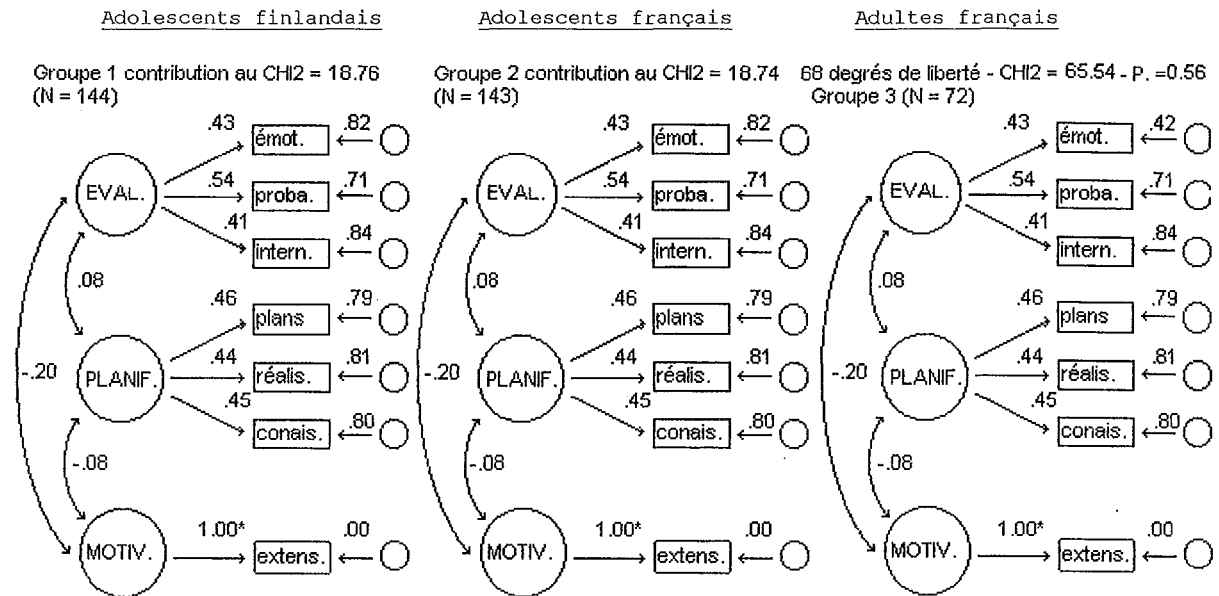 Adolescents finlandais
Adolescents français
Adultes français
Groupe 1 contribution au CHI2 = 18.76
(N = 144)
Groupe 2 contribution au CHI2 = 18.74
(N = 143)
68 degrés de liberté - CHI2 = 65.54 - P. =0.56
Groupe 3 (N = 72)
EVAL.
.43
émot.
.82
.54
proba.
.71
.41
intern.
.84
.08
PLANIF.
.46
plans
.79
.44
réalis.
.81
.45
conais.
.80
-.20
-.08
MOTIV.
1.00*
extens.
.00
EVAL.
.43
émot.
.82
.54
proba.
.71
.41
intern.
.84
.08
PLANIF.
.46
plans
.79
.44
réalis.
.81
.45
conais.
.80
-.20
-.08
MOTIV.
1.00*
extens.
.00
EVAL.
.43
émot.
.42
.54
proba.
.71
.41
intern.
.84
.08
PLANIF.
.46
plans
.79
.44
réalis.
.81
.45
conais.
.80
-.20
-.08
MOTIV.
1.00*
extens.
.00